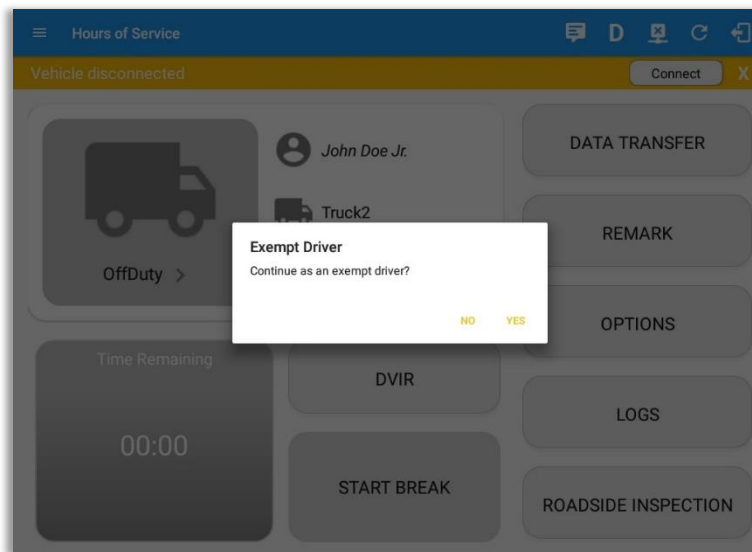 Hours of Service
D
Vehicle disconnected
Connect
X
John Doe Jr.
Truck2
OffDuty >
Exempt Driver
Continue as an exempt driver?
NO YES
Time Remaining
00:00
DVIR
START BREAK
DATA TRANSFER
REMARK
OPTIONS
LOGS
ROADSIDE INSPECTION